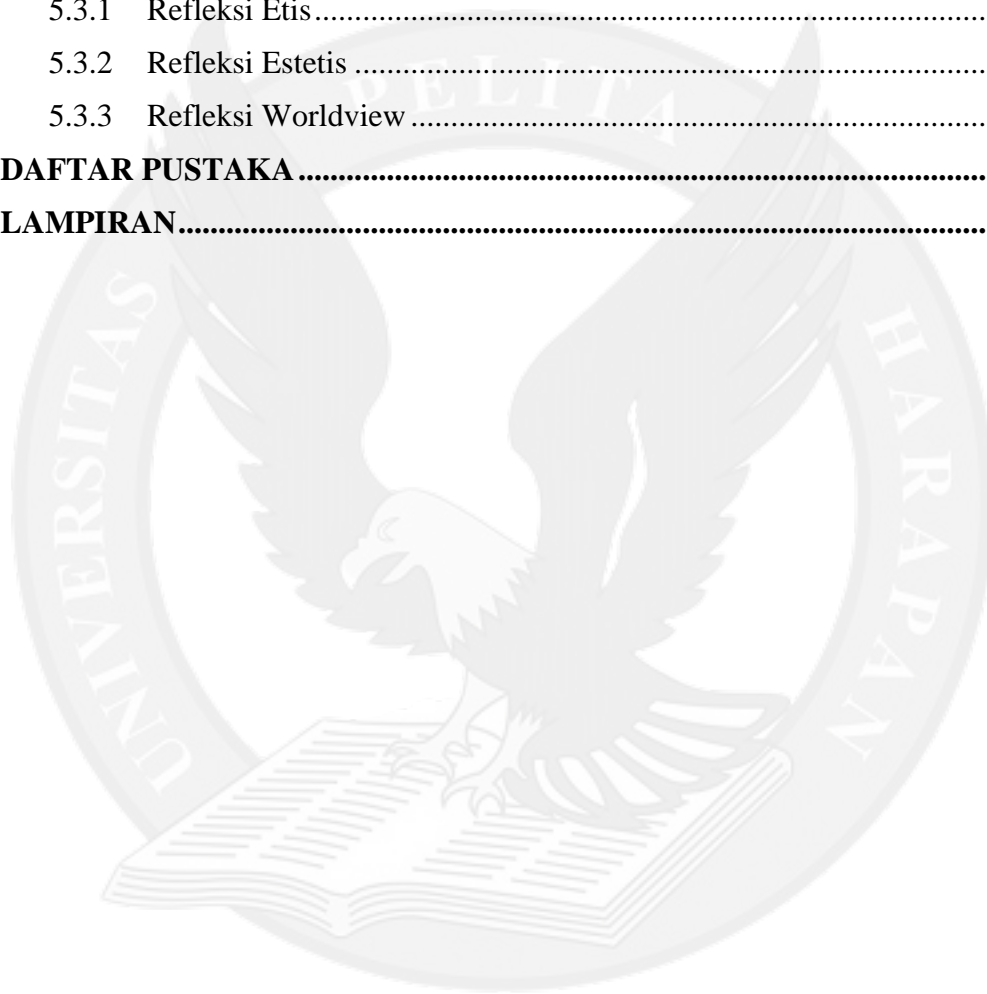 5.3.1 Refleksi Etis.....................................................................................
5.3.2 Refleksi Estetis ................................................................................
5.3.3 Refleksi Worldview .........................................................................
DAFTAR PUSTAKA.......................................................................................
LAMPIRAN......................................................................................................
UNIVERSITAS PELITA HARAPAN